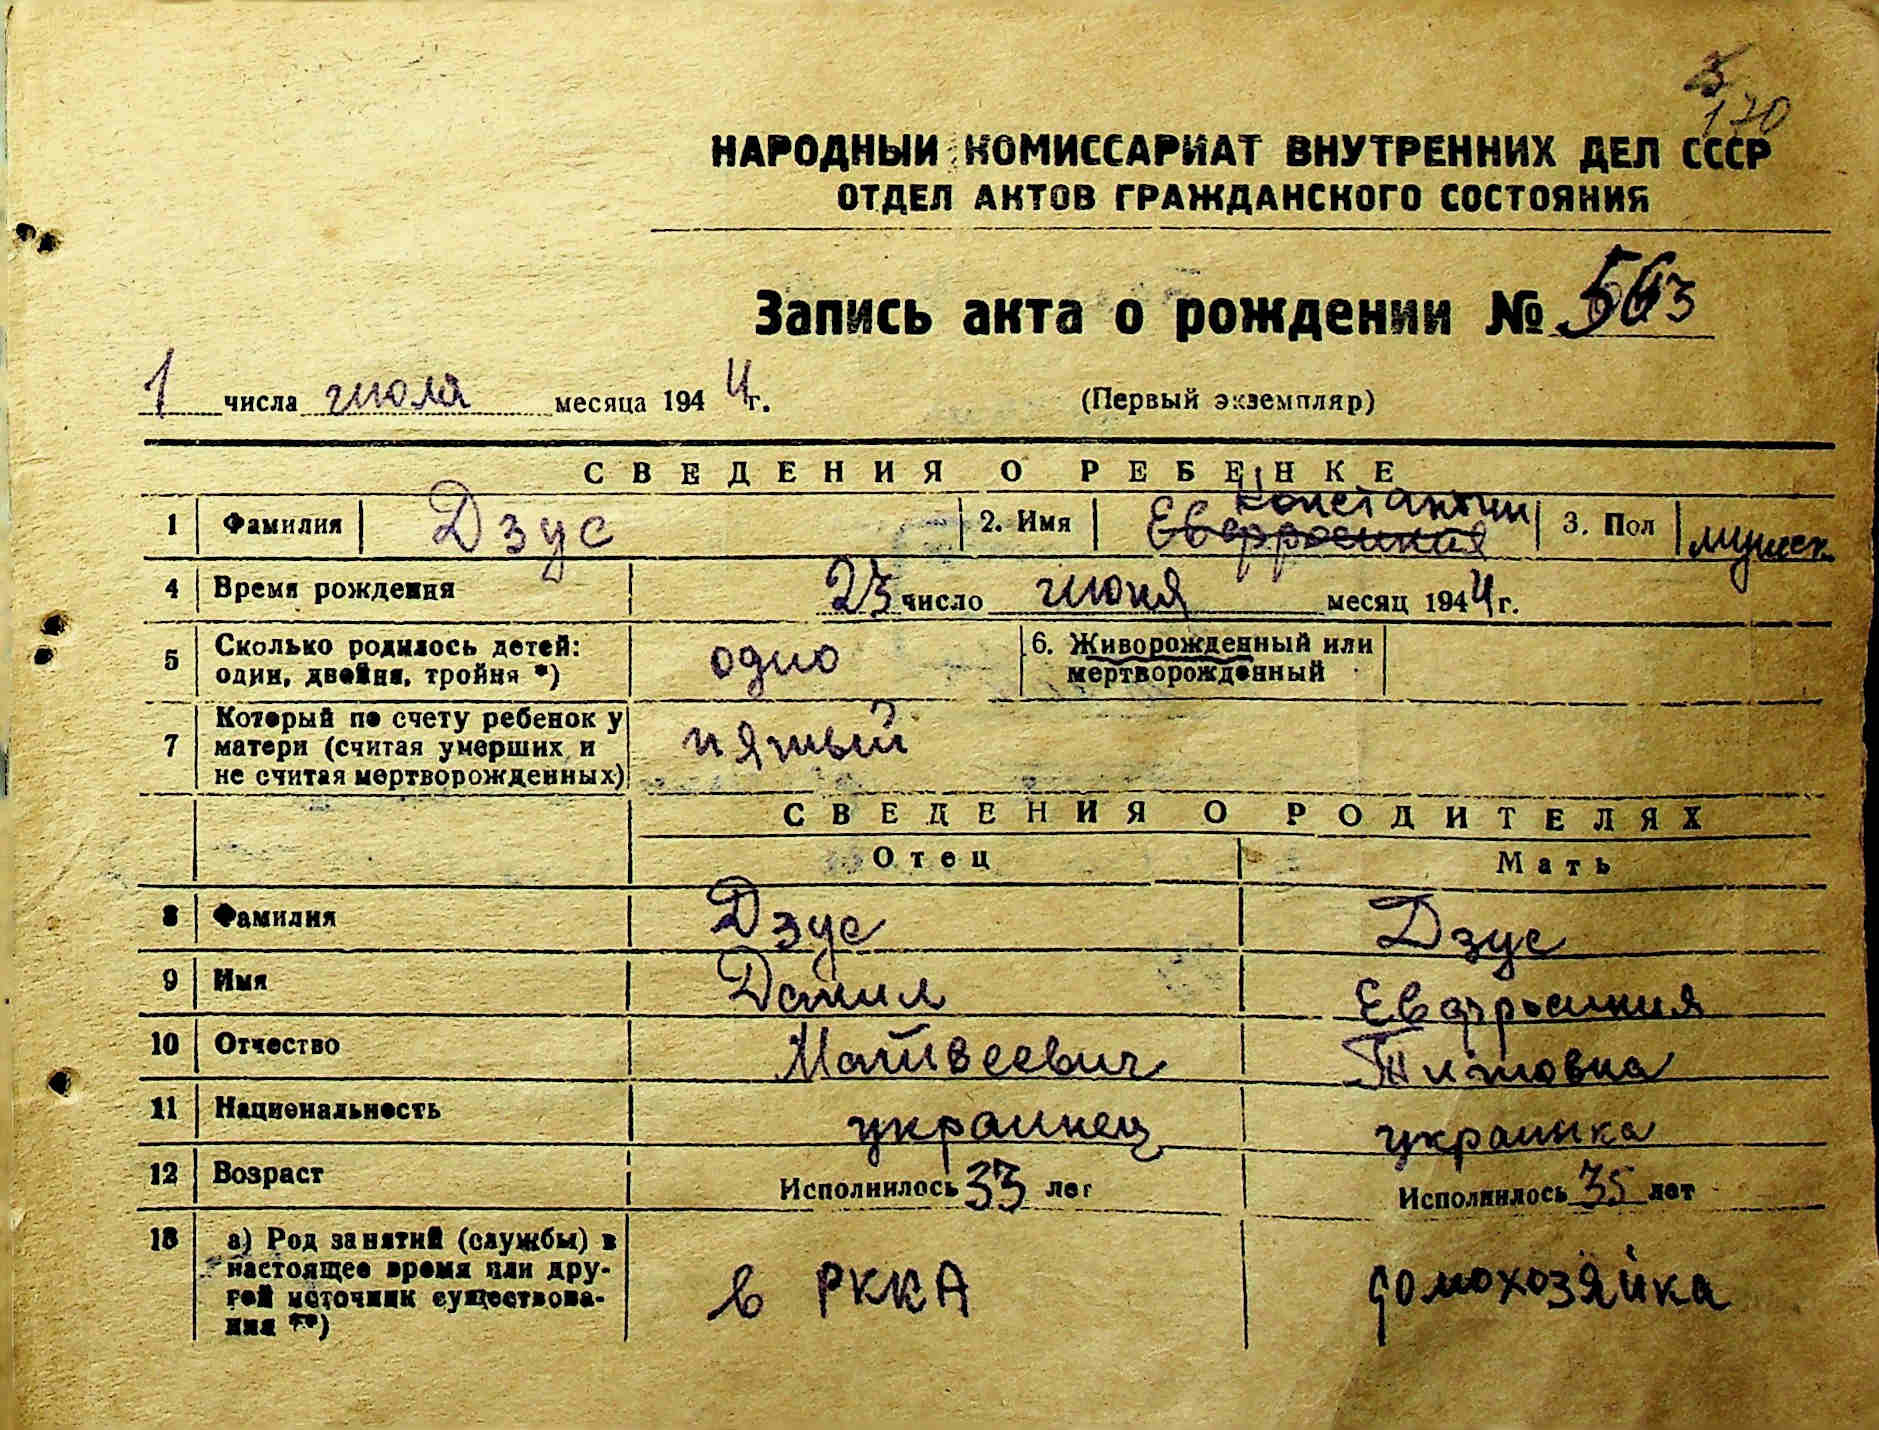 170
НАРОДНЫЙ КОМИССАРИАТ ВНУТРЕННИХ ДЕЛ СССР
ОТДЕЛ АКТОВ ГРАЖДАНСКОГО СОСТОЯНИЯ
Запись акта о рождении №
1 числа июля месяца 1944г. (Первый экземпляр)
СВЕДЕНИЯ О РЕБЕНКЕ
Константин
1 Фамилия Дзус 2. Имя Евфросиния 3. Пол мужск.
4 Время рождения 23 число июня месяц 1944г.
5 Сколько родилось детей: один, двойня, тройня *) одно 6. Живорожденный или мертворожденный
7 Который по счету ребенок у матери (считая умерших и не считая мертворожденных) пятый
СВЕДЕНИЯ О РОДИТЕЛЯХ
Отец Мать
8 Фамилия Дзус Дзус
9 Имя Данил Евфросиния
10 Отчество Матвеевич Титовна
11 Национальность украинец украинка
12 Возраст Исполнилось 33 лет Исполнилось 35 лет
13 а) Род занятий (службы) в настоящее время или другой источник существования **) в РККА домохозяйка